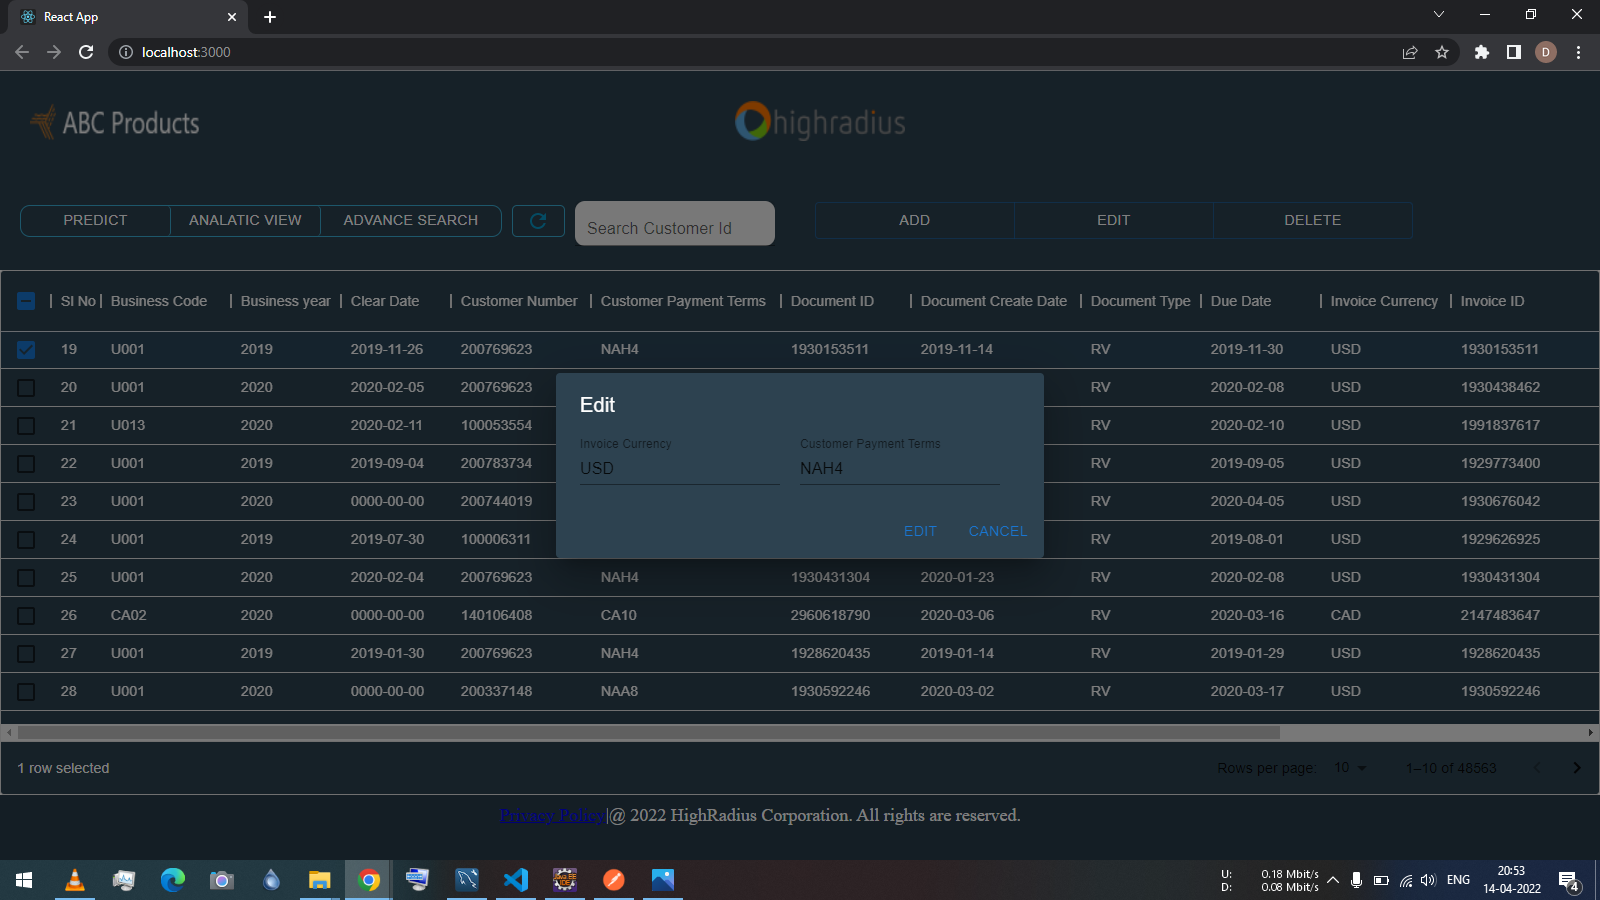 React App
localhost:3000
D
ABC Products
highradius
PREDICT ANALATIC VIEW ADVANCE SEARCH Search Customer Id ADD EDIT DELETE
Sl No Business Code Business year Clear Date Customer Number Customer Payment Terms Document ID Document Create Date Document Type Due Date Invoice Currency Invoice ID
19 U001 2019 2019-11-26 200769623 NAH4 1930153511 2019-11-14 RV 2019-11-30 USD 1930153511
20 U001 2020 2020-02-05 200769623 RV 2020-02-08 USD 1930438462
21 U013 2020 2020-02-11 100053554 RV 2020-02-10 USD 1991837617
22 U001 2019 2019-09-04 200783734 RV 2019-09-05 USD 1929773400
23 U001 2020 0000-00-00 200744019 RV 2020-04-05 USD 1930676042
24 U001 2019 2019-07-30 100006311 RV 2019-08-01 USD 1929626925
25 U001 2020 2020-02-04 200769623 NAH4 1930431304 2020-01-23 RV 2020-02-08 USD 1930431304
26 CA02 2020 0000-00-00 140106408 CA10 2960618790 2020-03-06 RV 2020-03-16 CAD 2147483647
27 U001 2019 2019-01-30 200769623 NAH4 1928620435 2019-01-14 RV 2019-01-29 USD 1928620435
28 U001 2020 0000-00-00 200337148 NAA8 1930592246 2020-03-02 RV 2020-03-17 USD 1930592246
Edit
Invoice Currency Customer Payment Terms
USD NAH4
EDIT CANCEL
1 row selected Rows per page: 10 1–10 of 48563
Privacy Policy|@ 2022 HighRadius Corporation. All rights are reserved.
U: 0.18 Mbit/s
D: 0.08 Mbit/s
ENG
20:53
14-04-2022
4